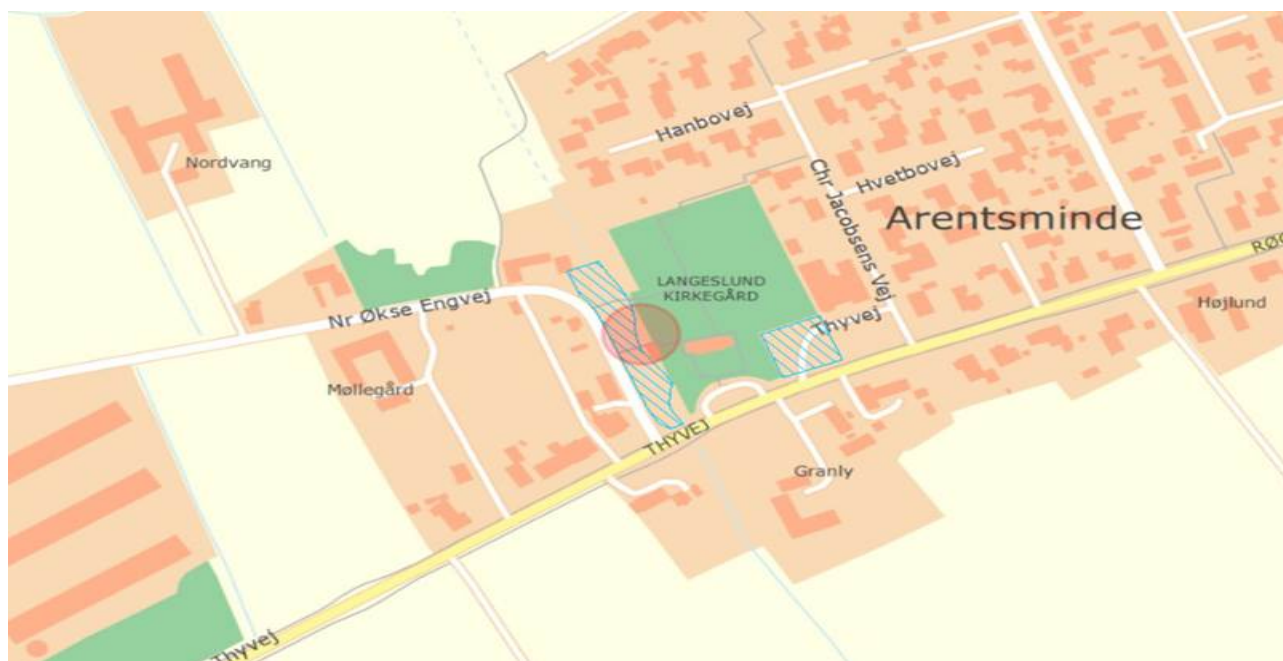 Hanbovej
Nordvang
Hvetbovej
Chr Jacobsens Vej
Arentsminde
LANGESLUND
KIRKEGÅRD
Nr Økse Engvej
Thyvej
Højlund
Møllegård
THYVEJ
Granly
Thyvej